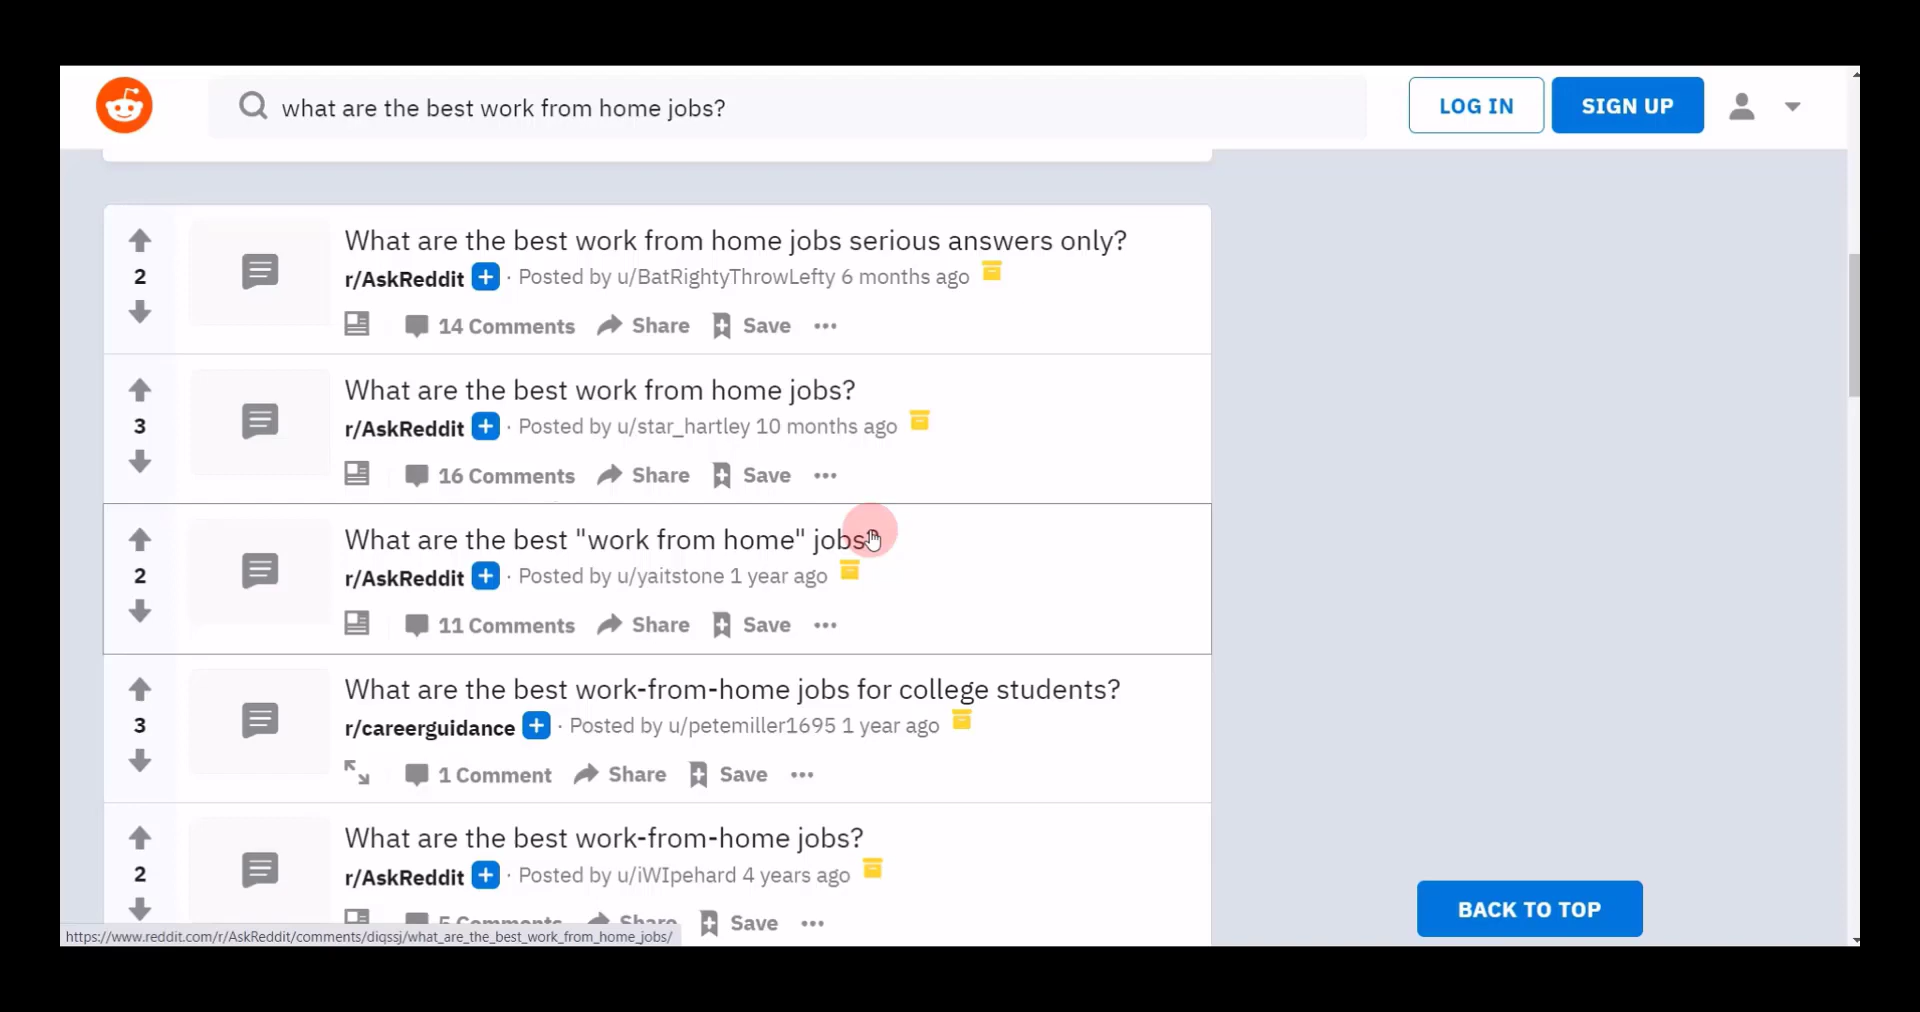 what are the best work from home jobs?
LOG IN
SIGN UP
What are the best work from home jobs serious answers only?
2
r/AskReddit · Posted by u/BatRightyThrowLefty 6 months ago
14 Comments Share Save
What are the best work from home jobs?
3
r/AskReddit · Posted by u/star_hartley 10 months ago
16 Comments Share Save
What are the best "work from home" jobs?
2
r/AskReddit · Posted by u/yaitstone 1 year ago
11 Comments Share Save
What are the best work-from-home jobs for college students?
3
r/careerguidance · Posted by u/petemiller1695 1 year ago
1 Comment Share Save
What are the best work-from-home jobs?
2
r/AskReddit · Posted by u/iWIpehard 4 years ago
5 Comments Share Save
BACK TO TOP
https://www.reddit.com/r/AskReddit/comments/diqssj/what_are_the_best_work_from_home_jobs/